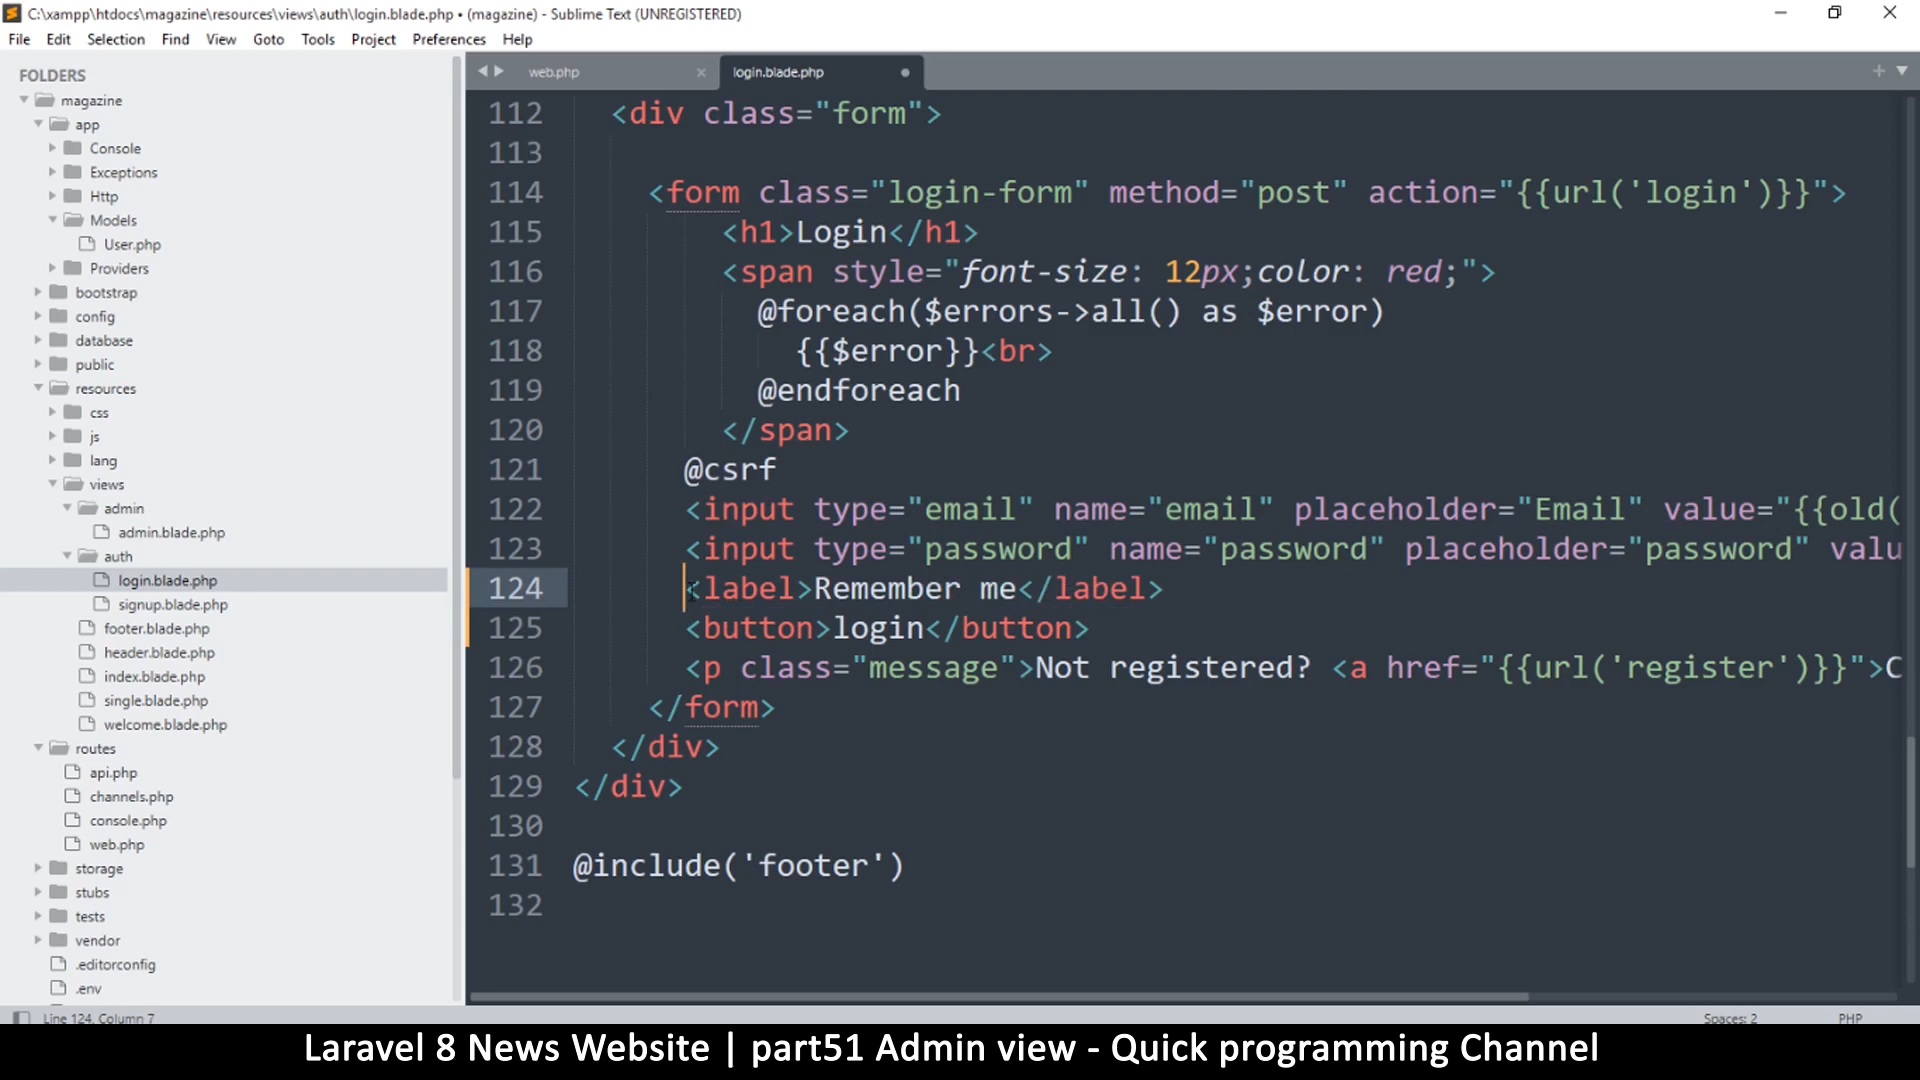 C:\xampp\htdocs\magazine\resources\views\auth\login.blade.php • (magazine) - Sublime Text (UNREGISTERED)
File Edit Selection Find View Goto Tools Project Preferences Help
FOLDERS
magazine
app
Console
Exceptions
Http
Models
User.php
Providers
bootstrap
config
database
public
resources
css
js
lang
views
admin
admin.blade.php
auth
login.blade.php
signup.blade.php
footer.blade.php
header.blade.php
index.blade.php
single.blade.php
welcome.blade.php
routes
api.php
channels.php
console.php
web.php
storage
stubs
tests
vendor
.editorconfig
.env
web.php login.blade.php
112 <div class="form">
113
114 <form class="login-form" method="post" action="{{url('login')}}">
115 <h1>Login</h1>
116 <span style="font-size: 12px;color: red;">
117 @foreach($errors->all() as $error)
118 {{$error}}<br>
119 @endforeach
120 </span>
121 @csrf
122 <input type="email" name="email" placeholder="Email" value="{{old(
123 <input type="password" name="password" placeholder="password" valu
124 <label>Remember me</label>
125 <button>login</button>
126 <p class="message">Not registered? <a href="{{url('register')}}">C
127 </form>
128 </div>
129 </div>
130
131 @include('footer')
132
Line 124, Column 7 Spaces: 2 PHP
Laravel 8 News Website | part51 Admin view - Quick programming Channel